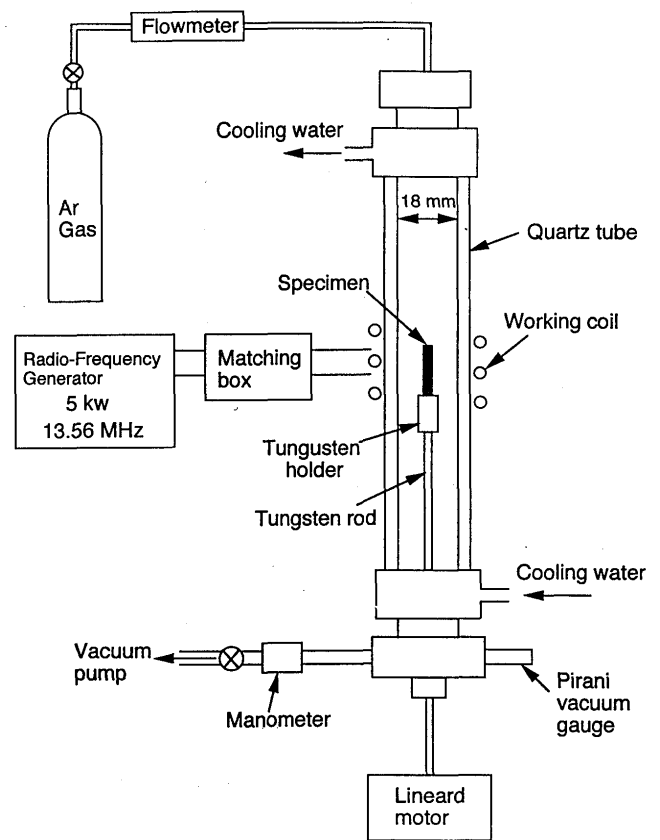 Flowmeter
Cooling water
Ar
Gas
18 mm
Quartz tube
Specimen
Working coil
Radio-Frequency
Generator
5 kw
13.56 MHz
Matching
box
Tungusten
holder
Tungsten rod
Cooling water
Vacuum
pump
Manometer
Pirani
vacuum
gauge
Lineard
motor